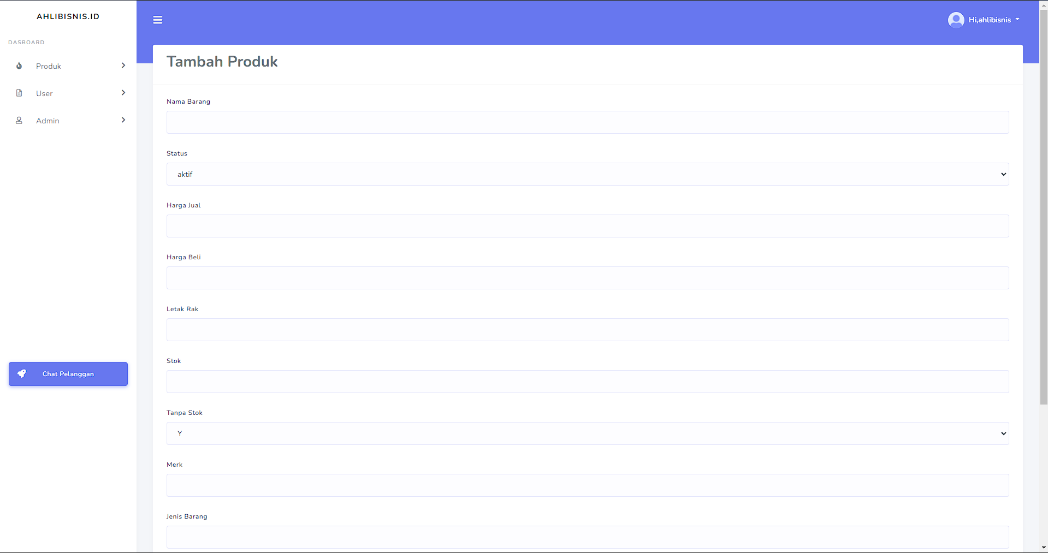 AHLIBISNIS.ID
Hi,ahlibisnis
DASBOARD
Produk
User
Admin
Chat Pelanggan
Tambah Produk
Nama Barang
Status
aktif
Harga Jual
Harga Beli
Letak Rak
Stok
Tanpa Stok
Y
Merk
Jenis Barang